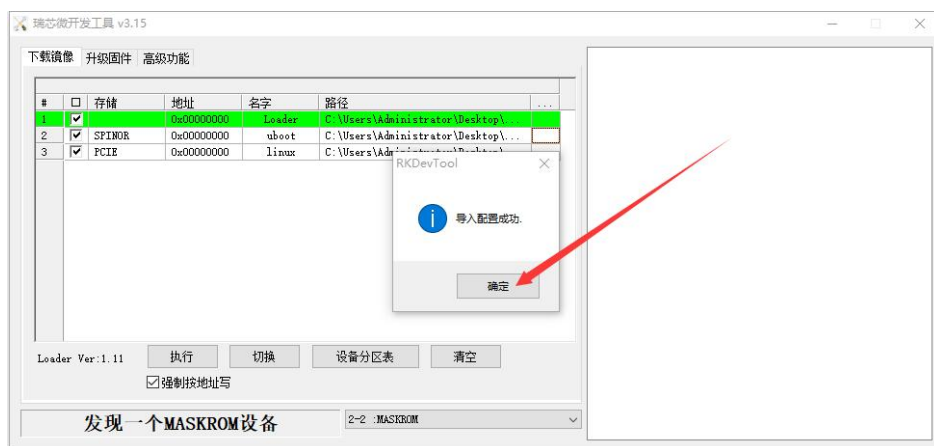 瑞芯微开发工具 v3.15
下载镜像 升级固件 高级功能
# 存储 地址 名字 路径 ...
1 0x00000000 Loader C:\Users\Administrator\Desktop\...
2 SPINOR 0x00000000 uboot C:\Users\Administrator\Desktop\...
3 PCIE 0x00000000 linux C:\Users\
RKDevTool
导入配置成功.
确定
Loader Ver:1.11 执行 切换 设备分区表 清空
强制按地址写
发现一个MASKROM设备 2-2 :MASKROM